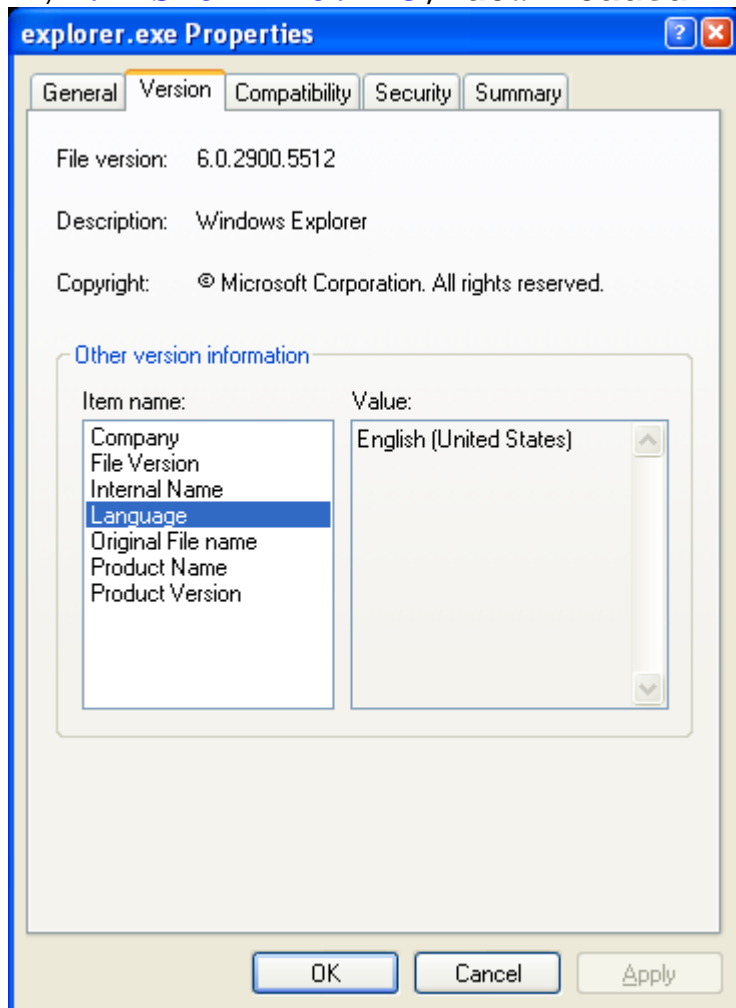 explorer.exe Properties
General Version Compatibility Security Summary
File version: 6.0.2900.5512
Description: Windows Explorer
Copyright: © Microsoft Corporation. All rights reserved.
Other version information
Item name: Value:
Company English (United States)
File Version
Internal Name
Language
Original File name
Product Name
Product Version
OK Cancel Apply